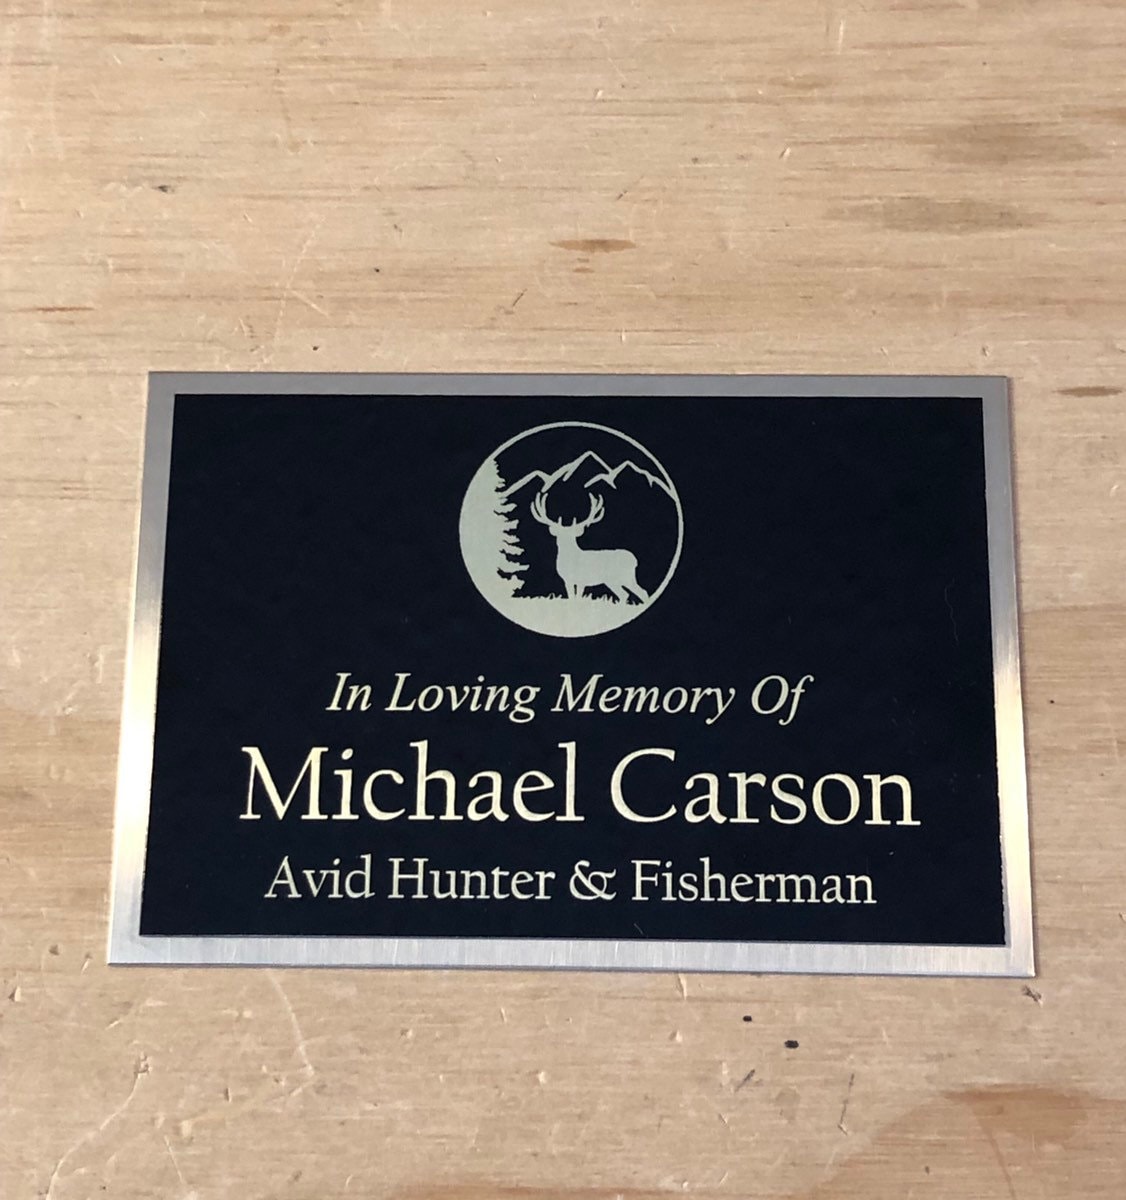 In Loving Memory Of
Michael Carson
Avid Hunter & Fisherman